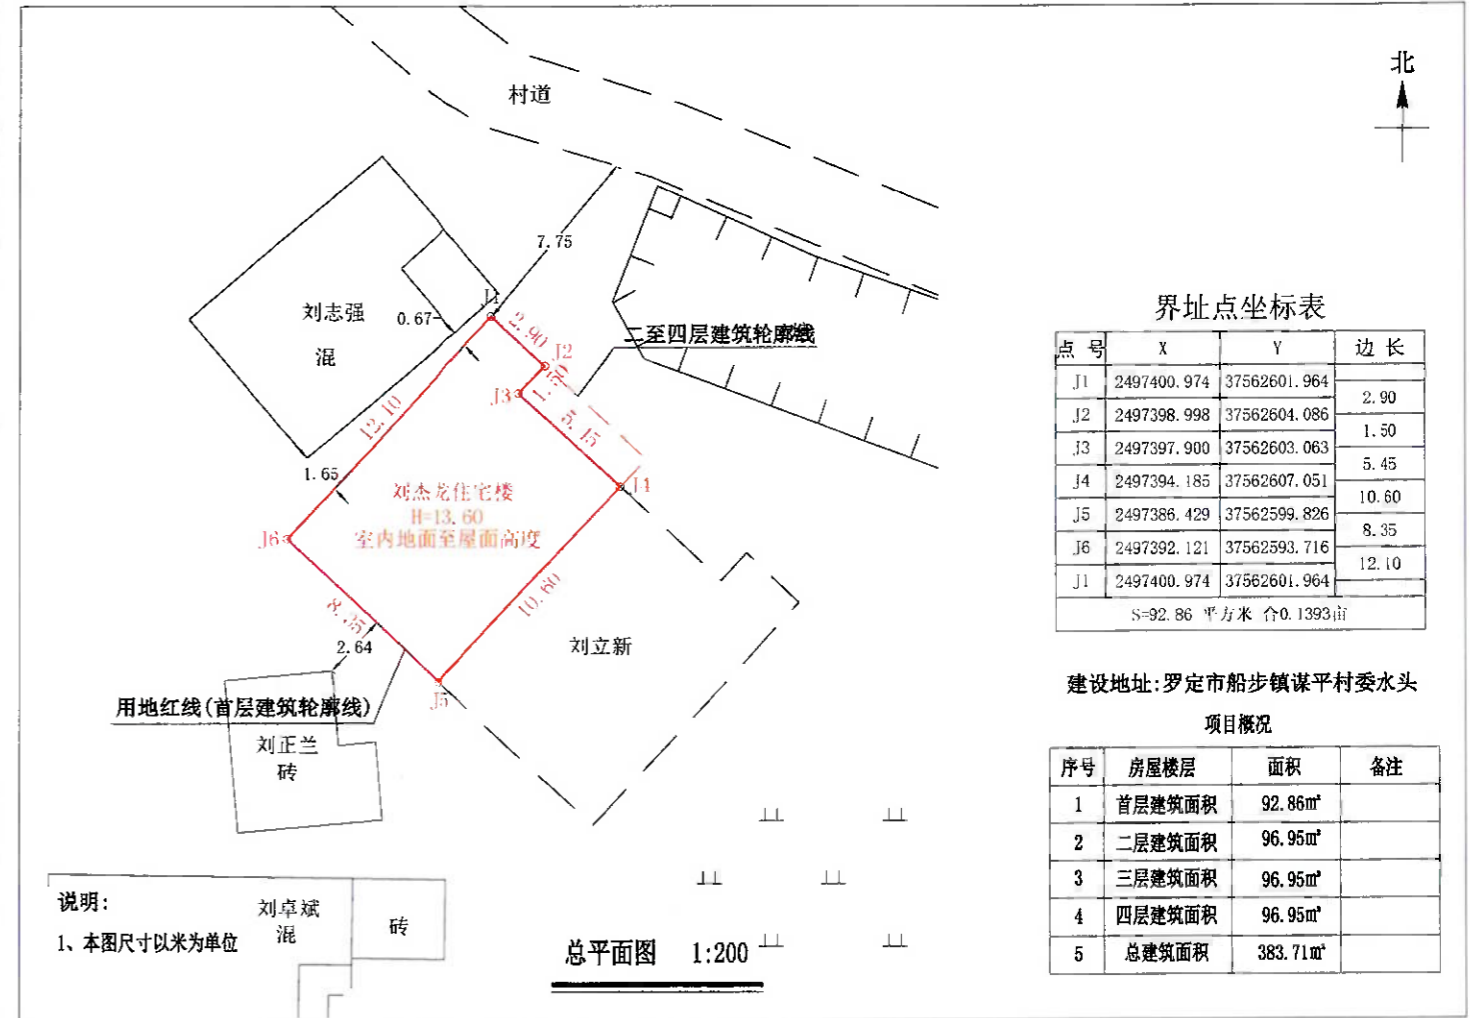 北
村道
7.75
刘志强
混
0.67
J1
2.90
J2
二至四层建筑轮廓线
1.50
J3
5.45
12.10
1.65
J4
刘杰龙住宅楼
H=13.60
室内地面至屋面高度
J6
8.35
10.60
2.64
刘立新
J5
用地红线(首层建筑轮廓线)
刘正兰
砖
说明:
1、本图尺寸以米为单位
刘卓斌
混
砖
总平面图 1:200
界址点坐标表
点 号 X Y 边 长
J1 2497400.974 37562601.964
2.90
J2 2497398.998 37562604.086
1.50
J3 2497397.900 37562603.063
5.45
J4 2497394.185 37562607.051
10.60
J5 2497386.429 37562599.826
8.35
J6 2497392.121 37562593.716
12.10
J1 2497400.974 37562601.964
S=92.86 平方米 合0.1393亩
建设地址:罗定市船步镇谋平村委水头
项目概况
序号 房屋楼层 面积 备注
1 首层建筑面积 92.86㎡
2 二层建筑面积 96.95㎡
3 三层建筑面积 96.95㎡
4 四层建筑面积 96.95㎡
5 总建筑面积 383.71㎡